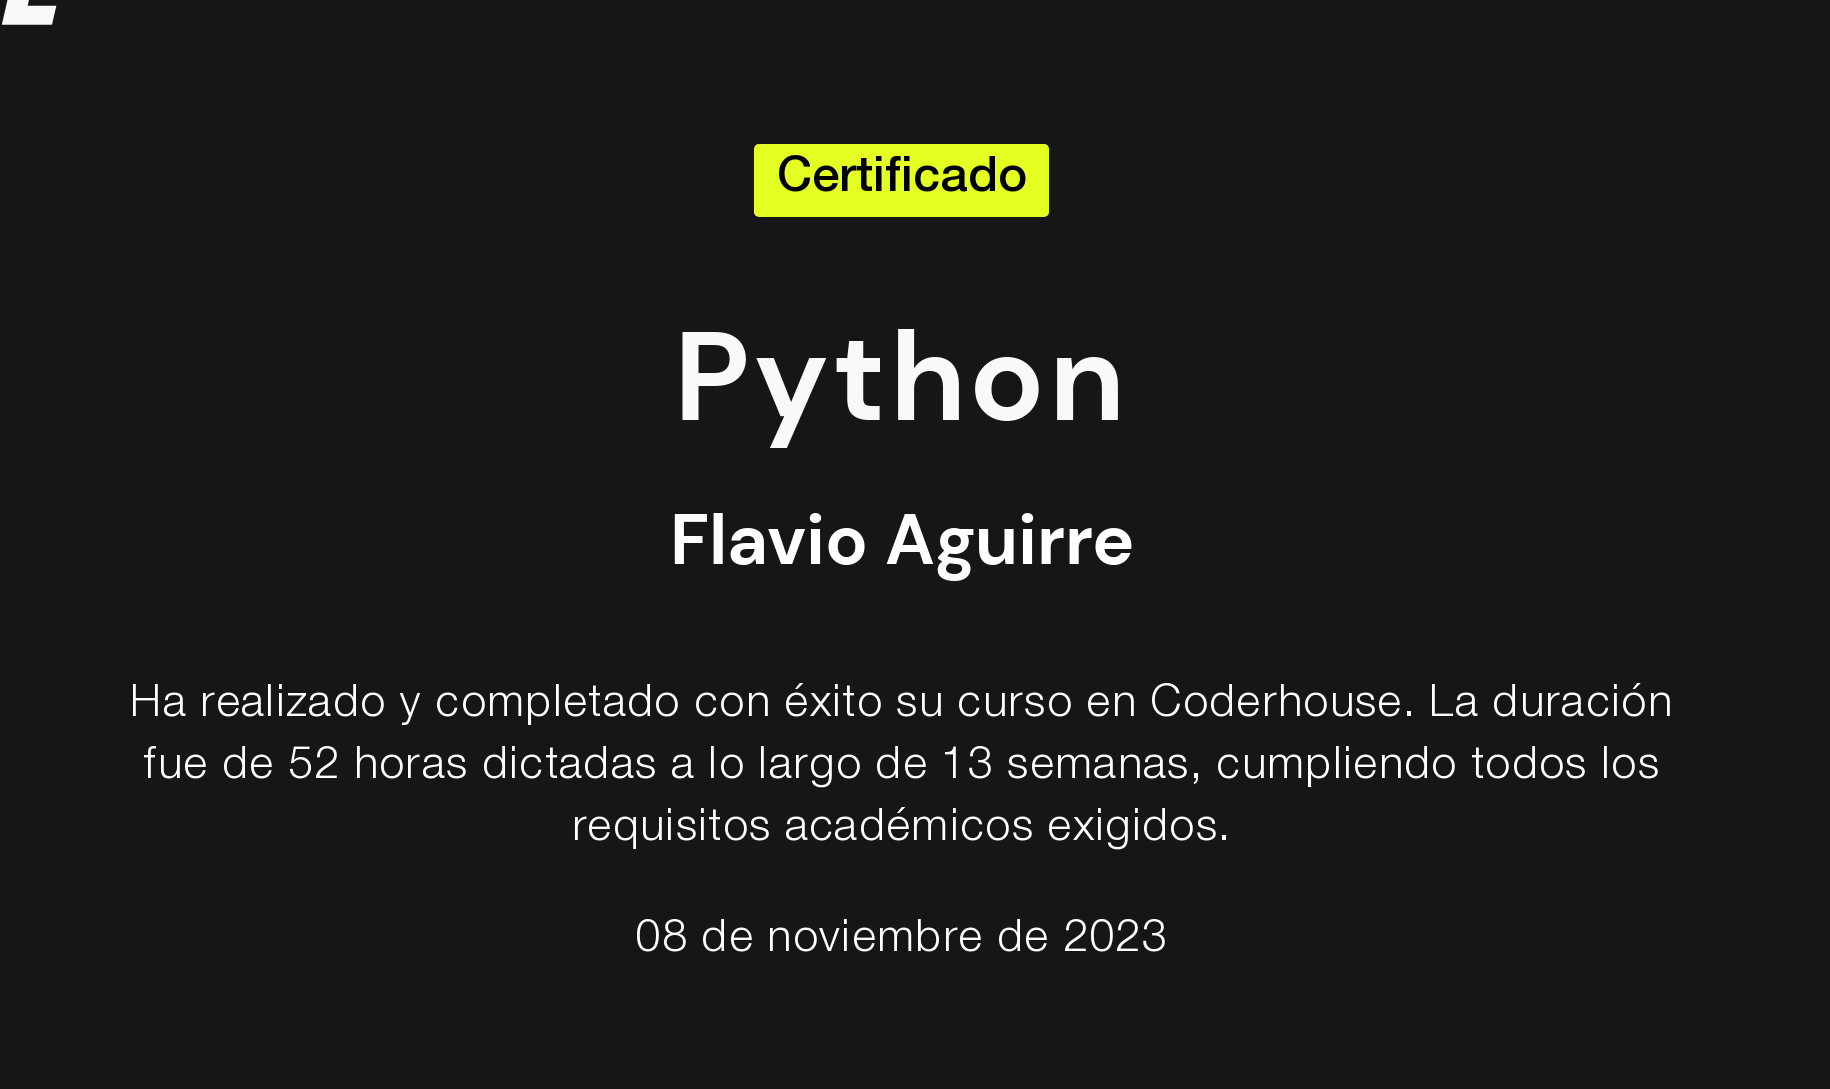 Certificado
Python
Flavio Aguirre
Ha realizado y completado con éxito su curso en Coderhouse. La duración
fue de 52 horas dictadas a lo largo de 13 semanas, cumpliendo todos los
requisitos académicos exigidos.
08 de noviembre de 2023